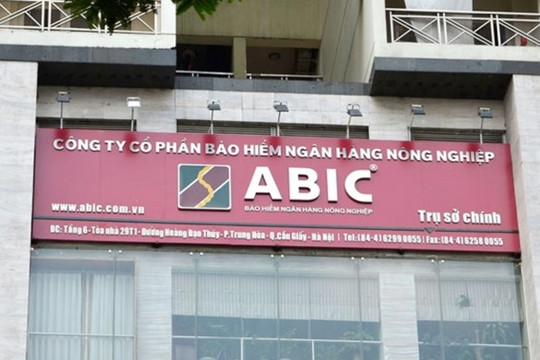 CÔNG TY CỔ PHẦN BẢO HIỂM NGÂN HÀNG NÔNG NGHIỆP
ABIC®
BẢO HIỂM NGÂN HÀNG NÔNG NGHIỆP
www.abic.com.vn
Trụ sở chính
ĐC: Tầng 6 - Tòa nhà 29T1 - Đường Hoàng Đạo Thúy - P. Trung Hòa - Q. Cầu Giấy - Hà Nội | Tel: (84-4) 6299 0055 | Fax: (84-4) 6258 0055